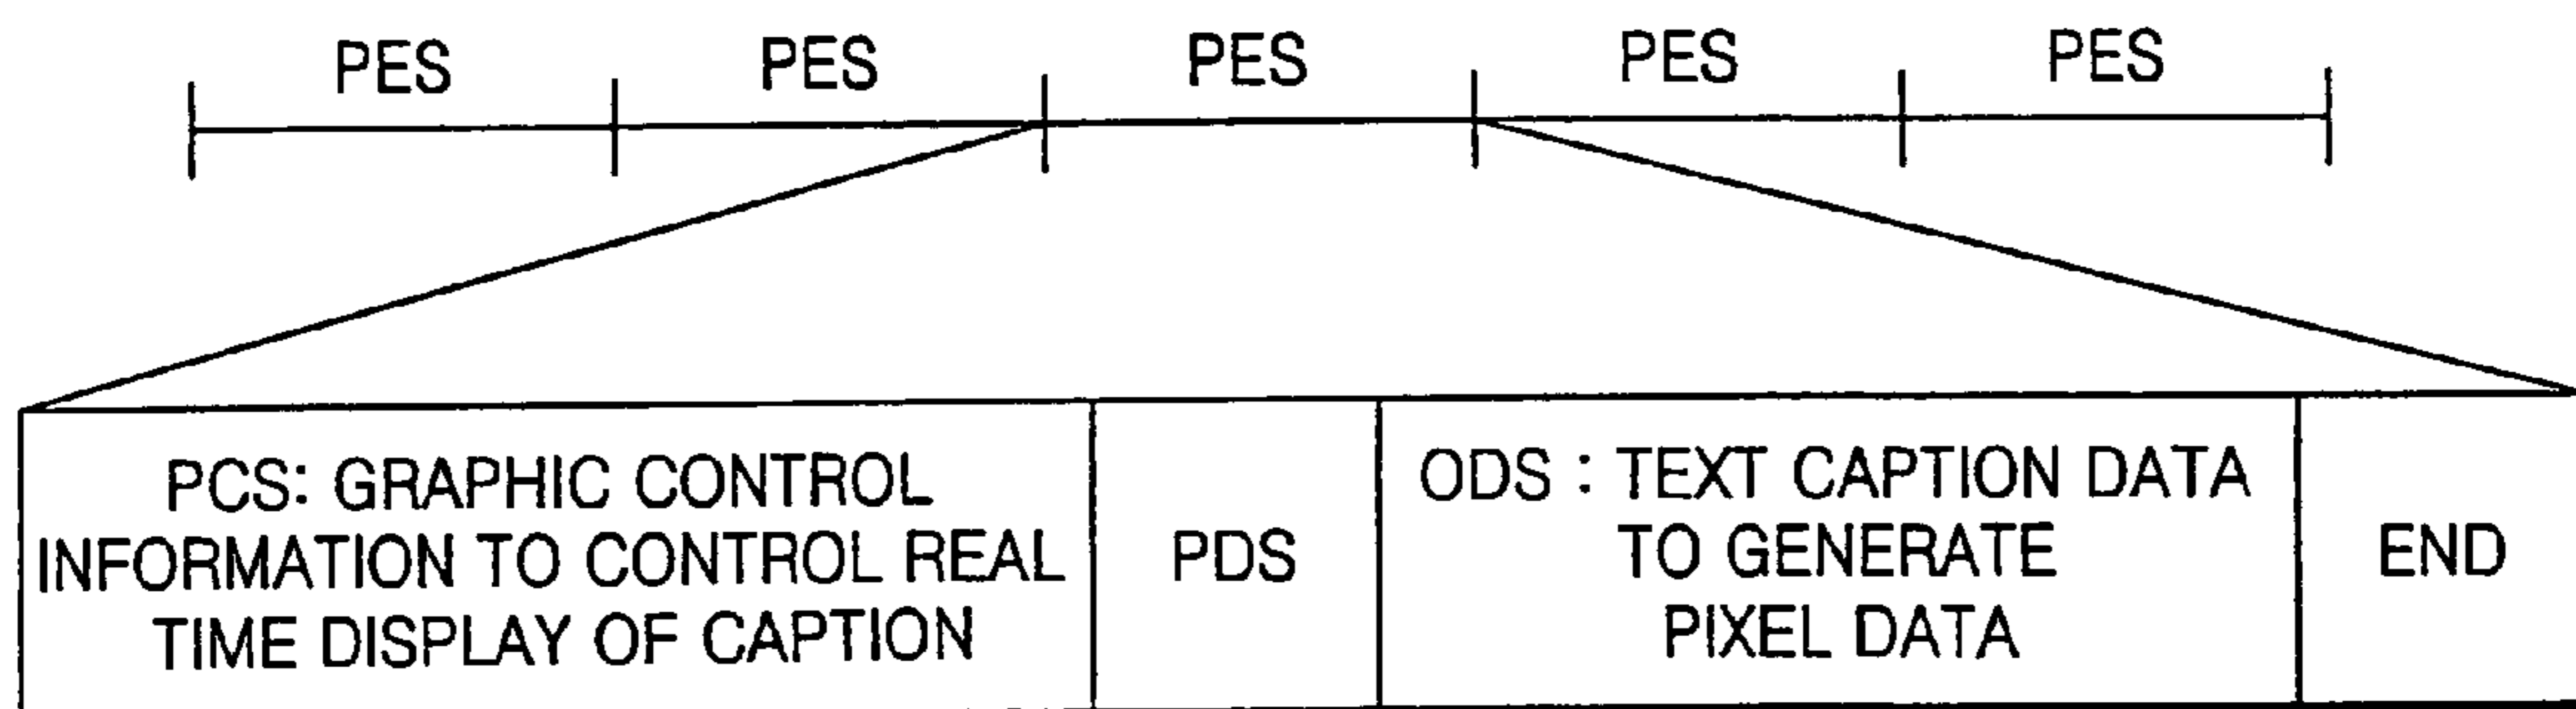 PES PES PES PES PES
PCS: GRAPHIC CONTROL
INFORMATION TO CONTROL REAL
TIME DISPLAY OF CAPTION
PDS
ODS : TEXT CAPTION DATA
TO GENERATE
PIXEL DATA
END